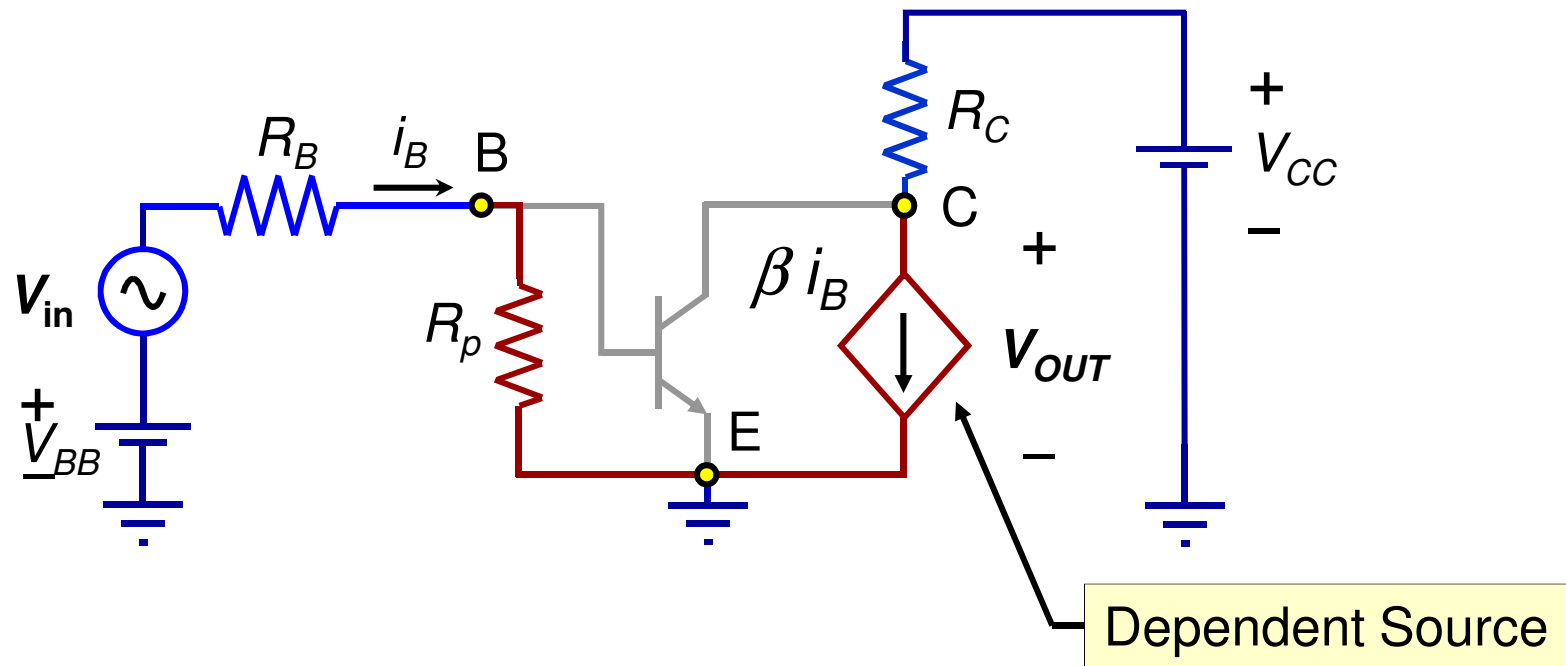 R_B
i_B
B
R_C
+
V_CC
–
C
+
β i_B
V_in
R_p
V_OUT
+
V_BB
–
E
–
Dependent Source